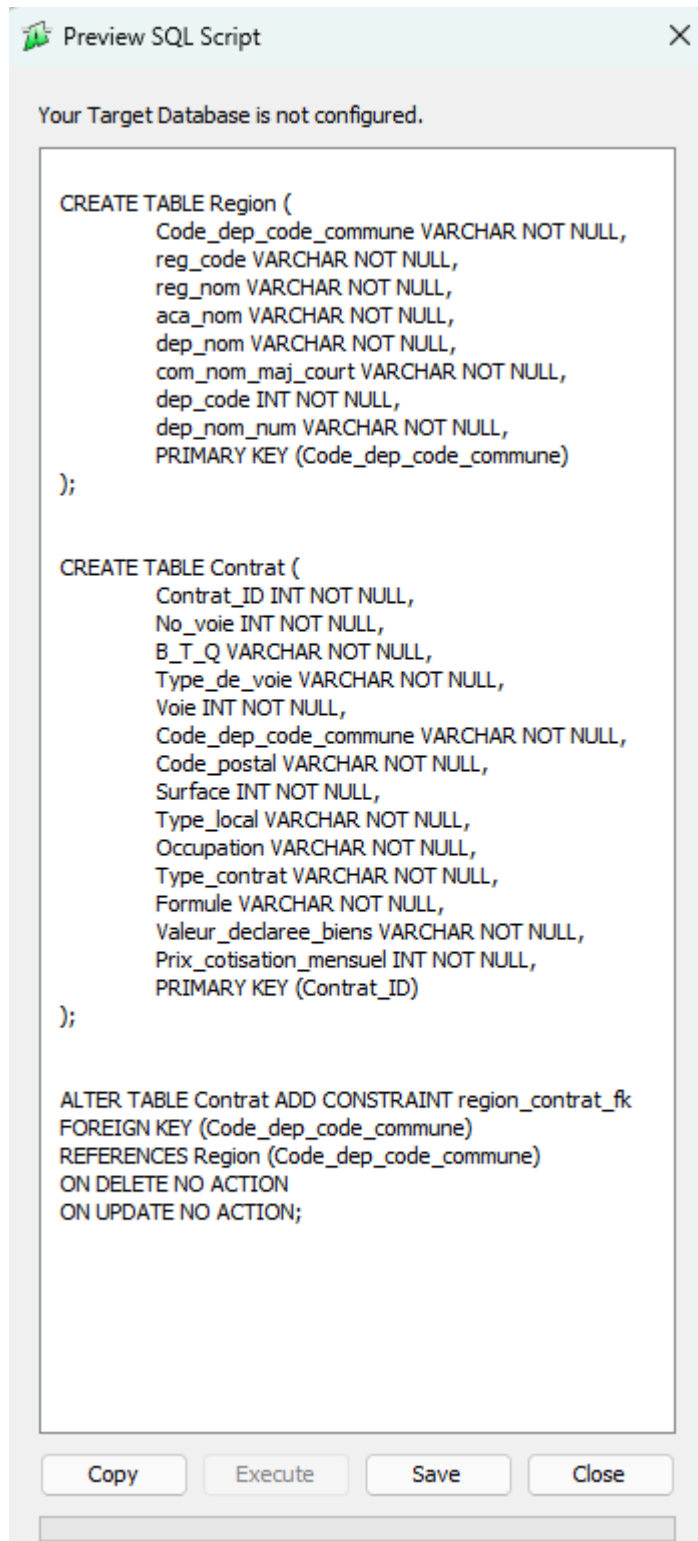 Preview SQL Script
Your Target Database is not configured.
CREATE TABLE Region (
Code_dep_code_commune VARCHAR NOT NULL,
reg_code VARCHAR NOT NULL,
reg_nom VARCHAR NOT NULL,
aca_nom VARCHAR NOT NULL,
dep_nom VARCHAR NOT NULL,
com_nom_maj_court VARCHAR NOT NULL,
dep_code INT NOT NULL,
dep_nom_num VARCHAR NOT NULL,
PRIMARY KEY (Code_dep_code_commune)
);
CREATE TABLE Contrat (
Contrat_ID INT NOT NULL,
No_voie INT NOT NULL,
B_T_Q VARCHAR NOT NULL,
Type_de_voie VARCHAR NOT NULL,
Voie INT NOT NULL,
Code_dep_code_commune VARCHAR NOT NULL,
Code_postal VARCHAR NOT NULL,
Surface INT NOT NULL,
Type_local VARCHAR NOT NULL,
Occupation VARCHAR NOT NULL,
Type_contrat VARCHAR NOT NULL,
Formule VARCHAR NOT NULL,
Valeur_declaree_biens VARCHAR NOT NULL,
Prix_cotisation_mensuel INT NOT NULL,
PRIMARY KEY (Contrat_ID)
);
ALTER TABLE Contrat ADD CONSTRAINT region_contrat_fk
FOREIGN KEY (Code_dep_code_commune)
REFERENCES Region (Code_dep_code_commune)
ON DELETE NO ACTION
ON UPDATE NO ACTION;
Copy Execute Save Close